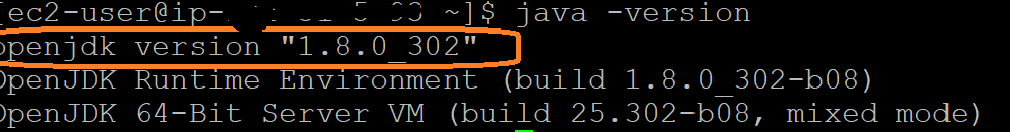 [ec2-user@ip- ~]$ java -version
openjdk version "1.8.0_302"
OpenJDK Runtime Environment (build 1.8.0_302-b08)
OpenJDK 64-Bit Server VM (build 25.302-b08, mixed mode)